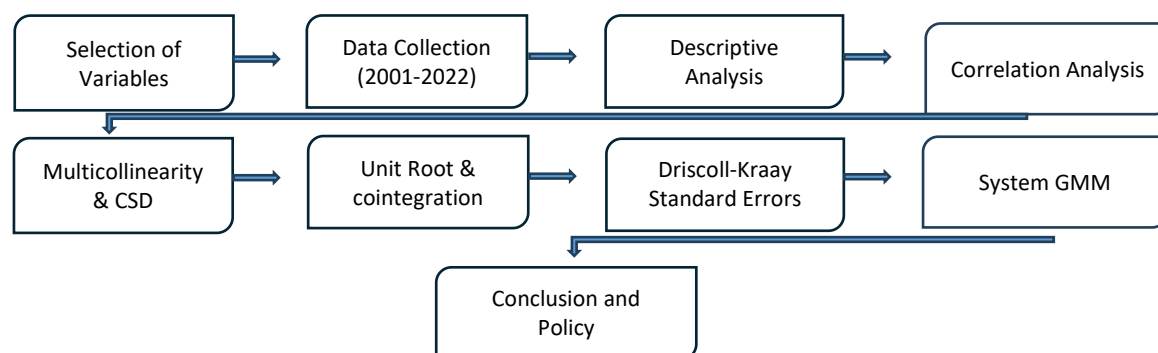 Selection of
Variables
Data Collection
(2001-2022)
Descriptive
Analysis
Correlation Analysis
Multicollinearity
& CSD
Unit Root &
cointegration
Driscoll-Kraay
Standard Errors
System GMM
Conclusion and
Policy